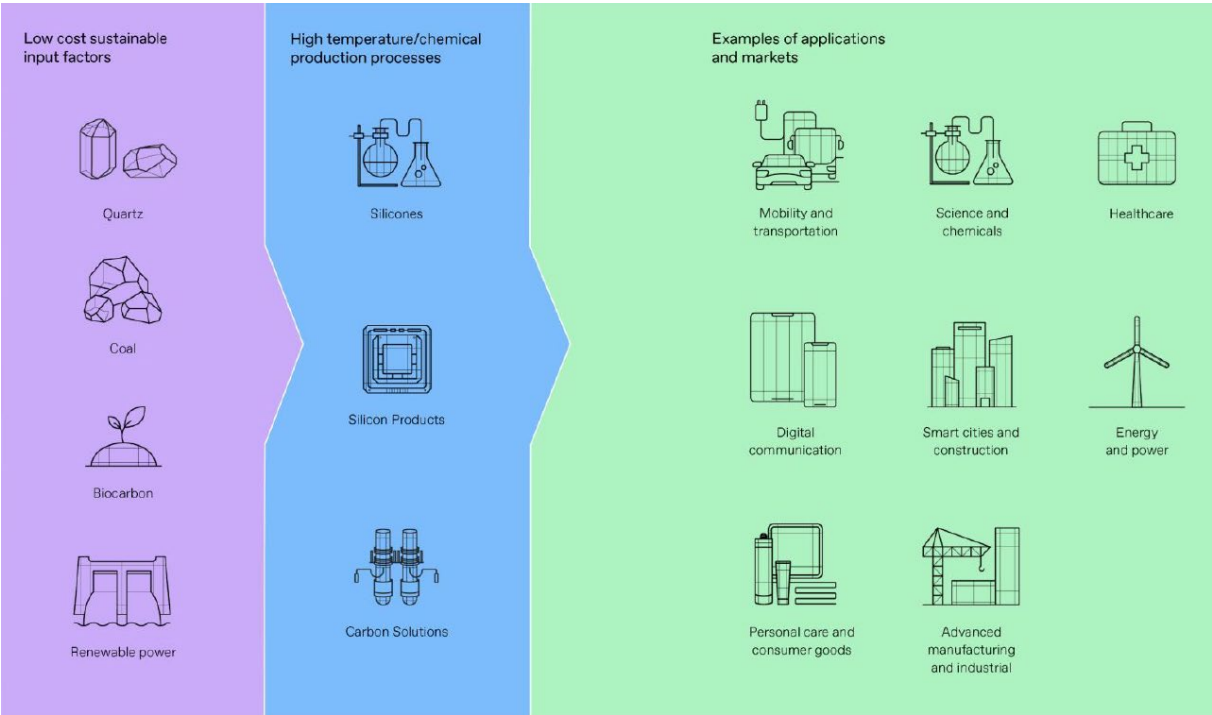 Low cost sustainable
input factors
Quartz
Coal
Biocarbon
Renewable power
High temperature/chemical
production processes
Silicones
Silicon Products
Carbon Solutions
Examples of applications
and markets
Mobility and
transportation
Science and
chemicals
Healthcare
Digital
communication
Smart cities and
construction
Energy
and power
Personal care and
consumer goods
Advanced
manufacturing
and industrial